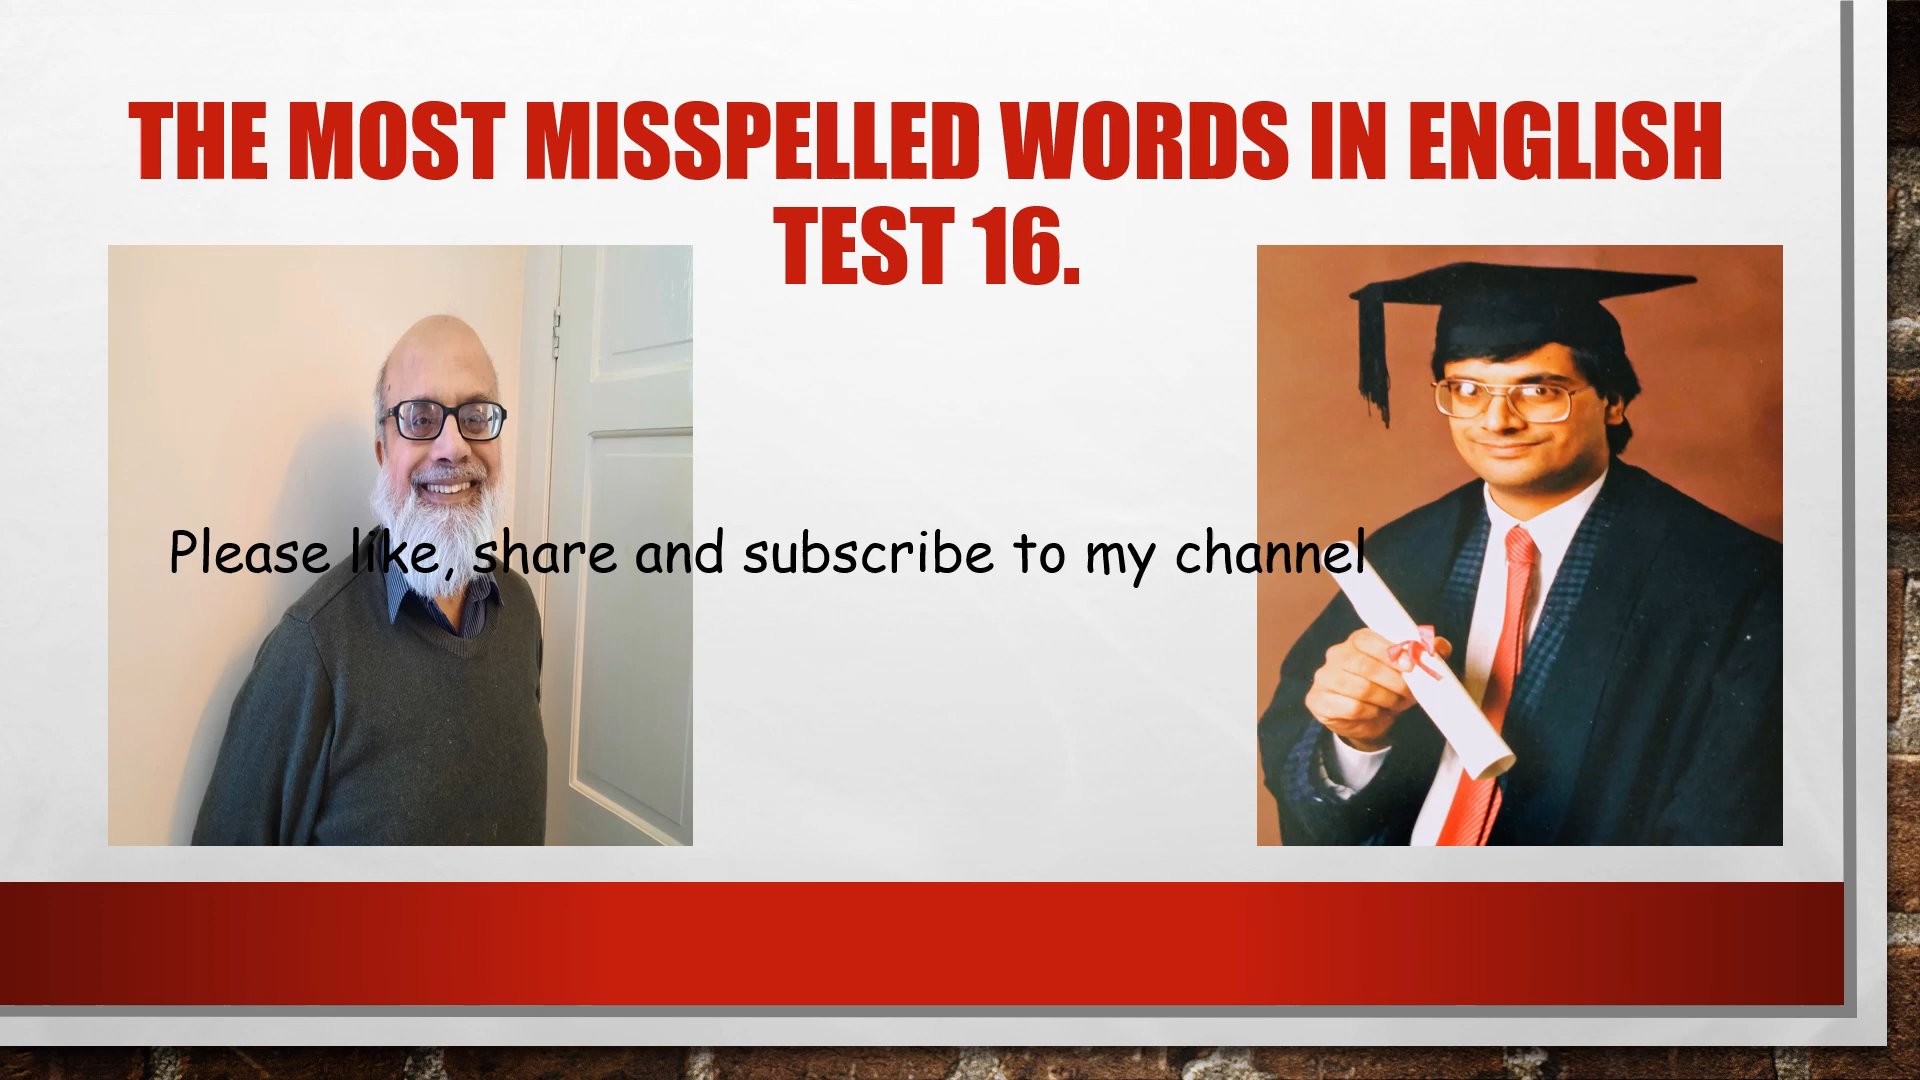 THE MOST MISSPELLED WORDS IN ENGLISH
TEST 16.
Please like, share and subscribe to my channel